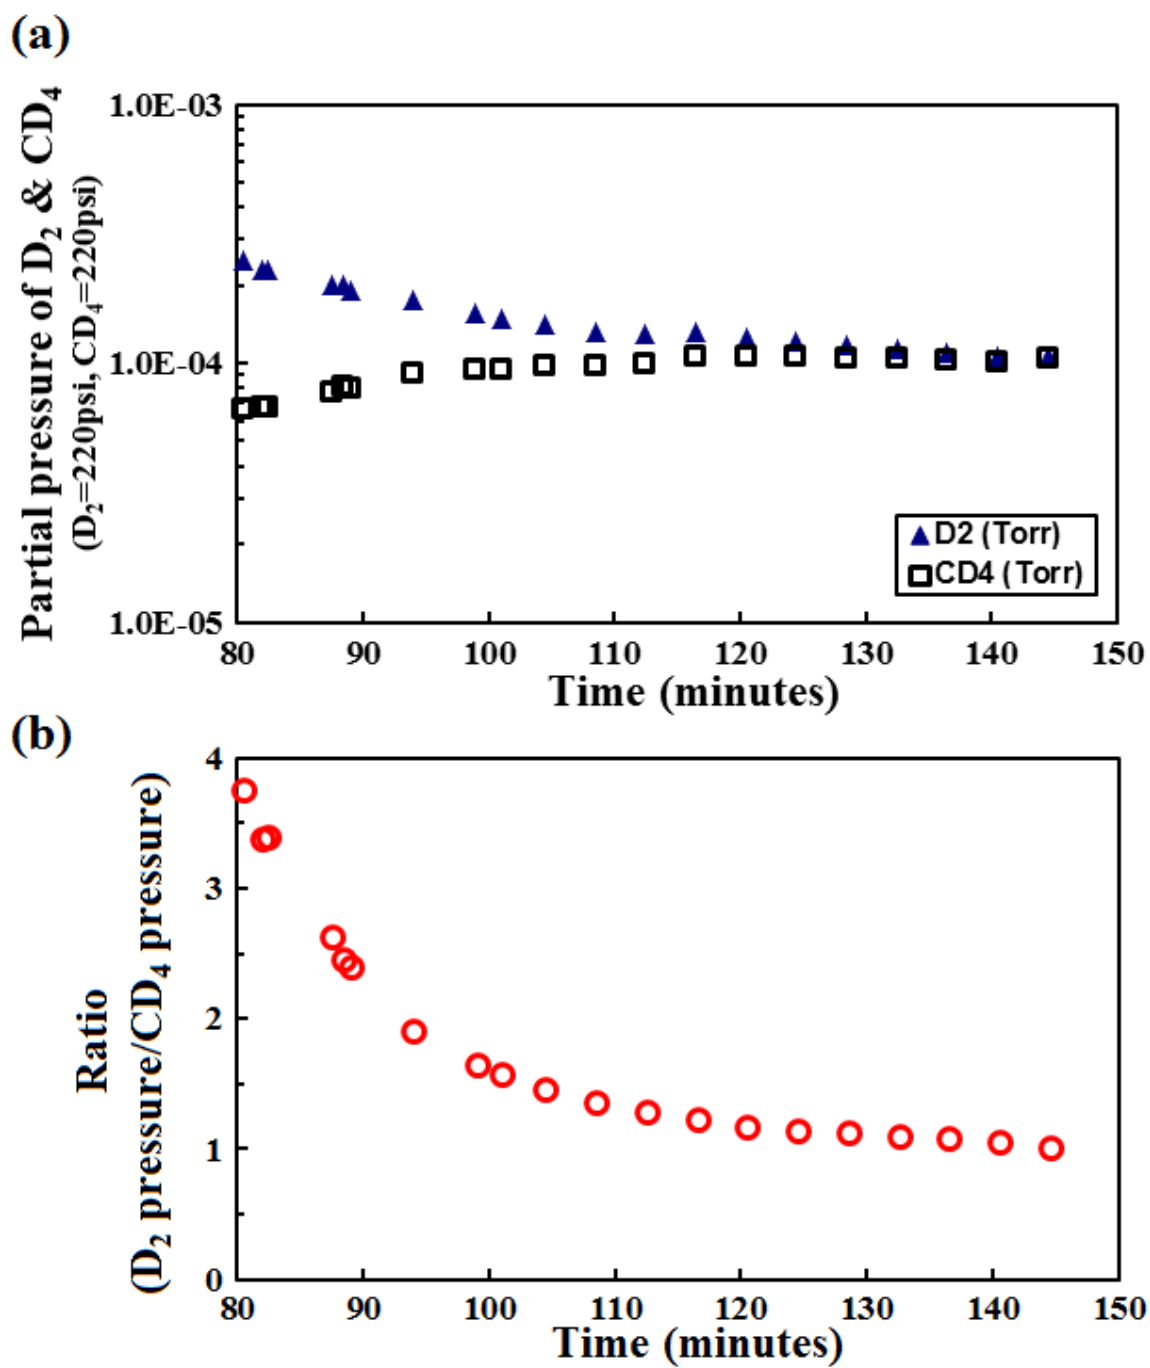 (a)
Partial pressure of D₂ & CD₄
(D₂=220psi, CD₄=220psi)
1.0E-03
1.0E-04
1.0E-05
D2 (Torr)
CD4 (Torr)
80 90 100 110 120 130 140 150
Time (minutes)
(b)
Ratio
(D₂ pressure/CD₄ pressure)
4
3
2
1
0
80 90 100 110 120 130 140 150
Time (minutes)